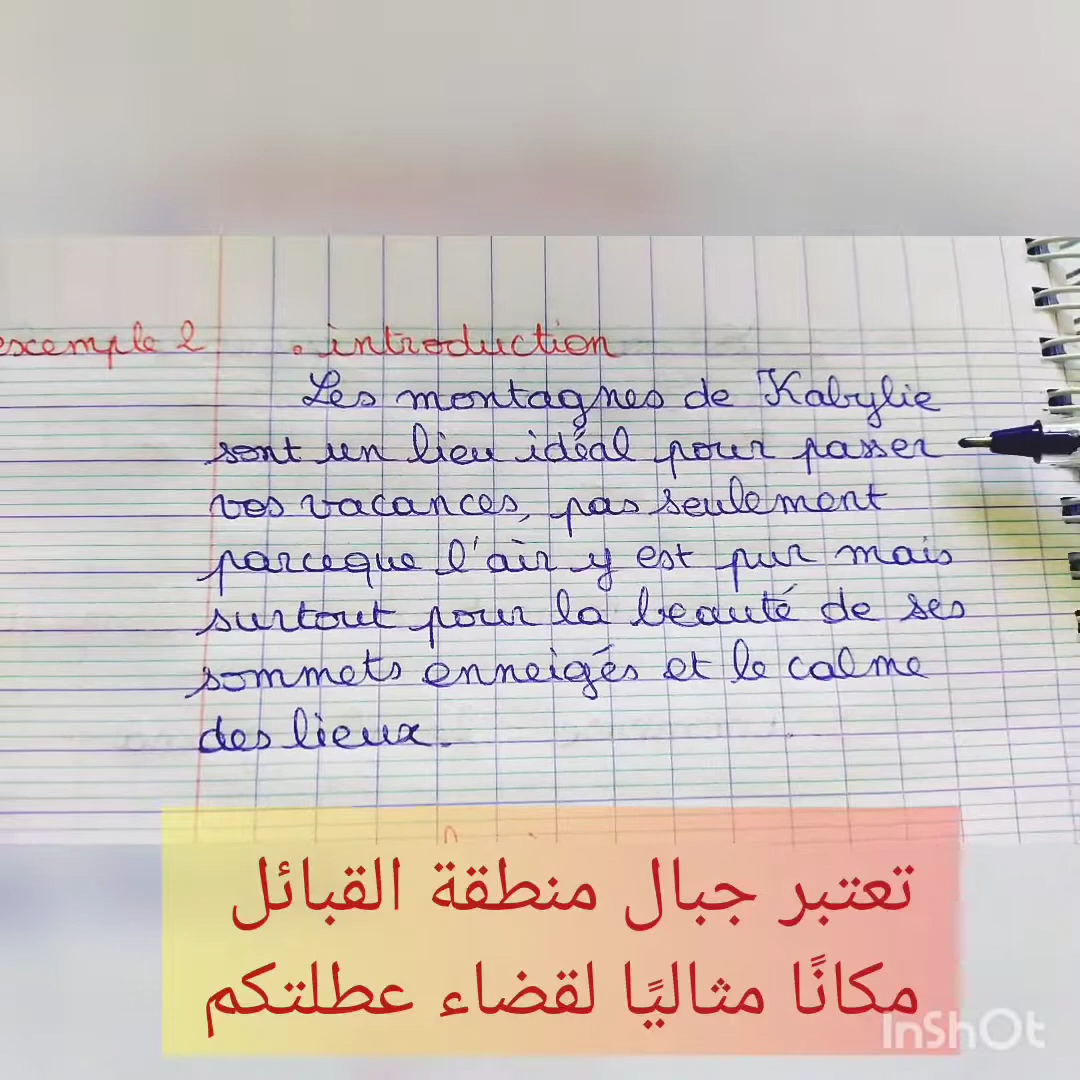 exemple 2 . introduction
Les montagnes de Kabylie
sont un lieu idéal pour passer
vos vacances, pas seulement
parceque l'air y est pur mais
surtout pour la beauté de ses
sommets enneigés et le calme
des lieux.
تعتبر جبال منطقة القبائل
مكانًا مثاليًا لقضاء عطلتكم
InShOt